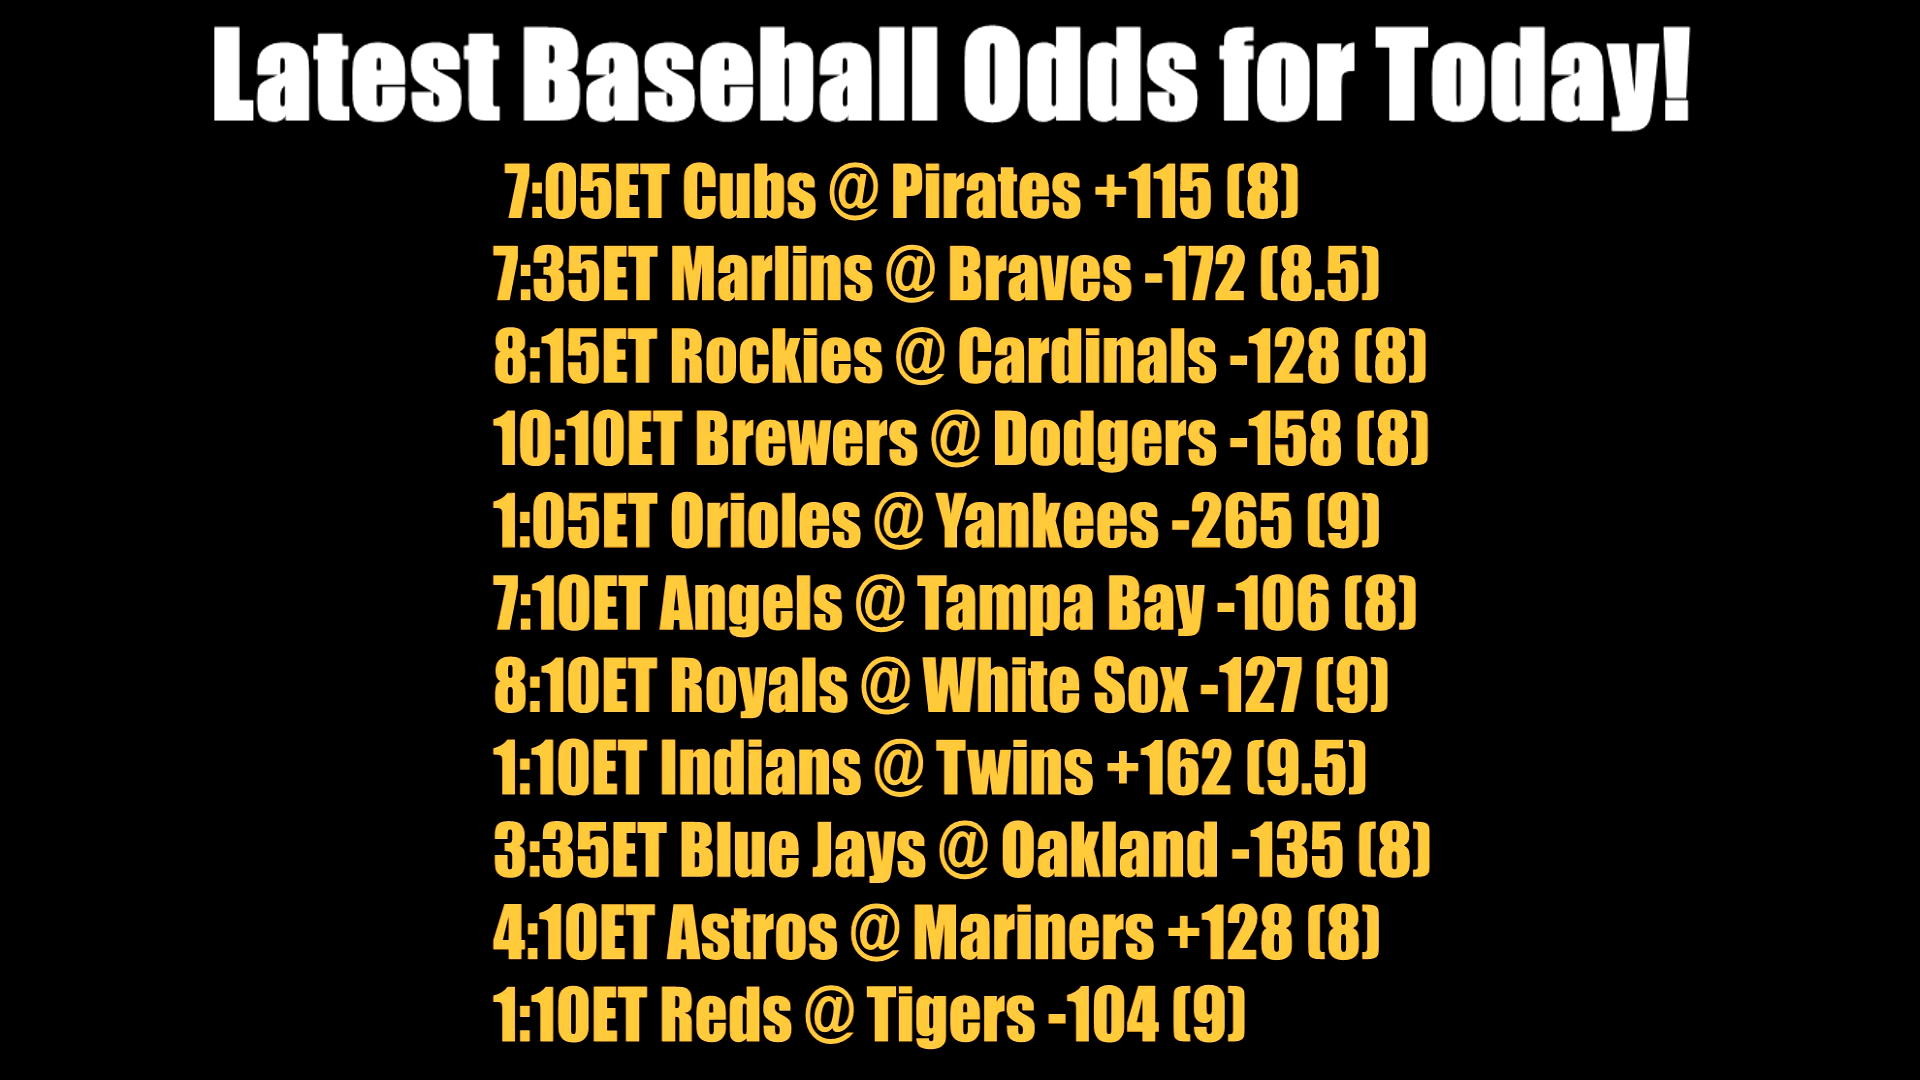 Latest Baseball Odds for Today!
7:05ET Cubs @ Pirates +115 (8)
7:35ET Marlins @ Braves -172 (8.5)
8:15ET Rockies @ Cardinals -128 (8)
10:10ET Brewers @ Dodgers -158 (8)
1:05ET Orioles @ Yankees -265 (9)
7:10ET Angels @ Tampa Bay -106 (8)
8:10ET Royals @ White Sox -127 (9)
1:10ET Indians @ Twins +162 (9.5)
3:35ET Blue Jays @ Oakland -135 (8)
4:10ET Astros @ Mariners +128 (8)
1:10ET Reds @ Tigers -104 (9)